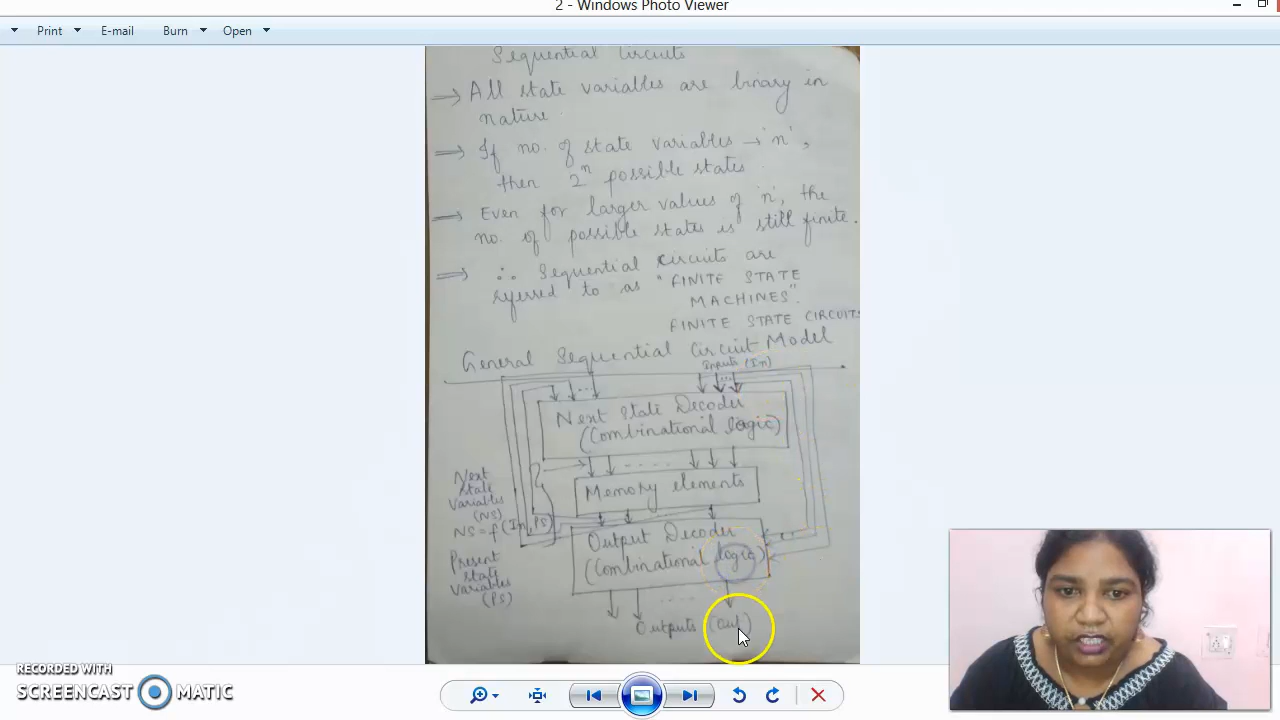 2 - Windows Photo Viewer
Print
E-mail
Burn
Open
Sequential Circuits
⇒ All state variables are binary in
nature.
⇒ If no. of state variables → 'n',
then 2ⁿ possible states
⇒ Even for larger values of 'n', the
no. of possible states is still finite.
⇒ ∴ Sequential circuits are
referred to as "FINITE STATE
MACHINES".
FINITE STATE CIRCUITS
General Sequential Circuit Model
Inputs (In)
Next State Decoder
(Combinational logic)
Next
state
variables
(NS)
NS = f (In, PS)
Memory elements
Output Decoder
(Combinational logic)
Present
state
variables
(PS)
Outputs (Out)
RECORDED WITH
SCREENCAST MATIC